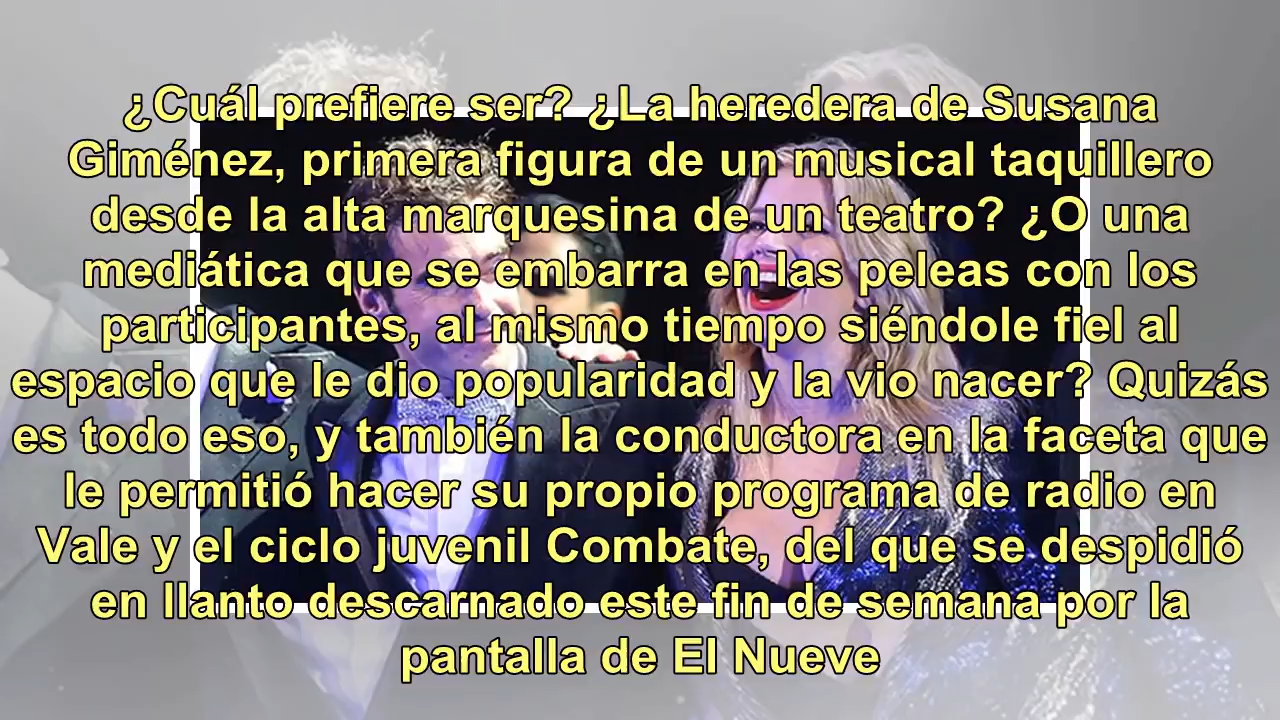 ¿Cuál prefiere ser? ¿La heredera de Susana
Giménez, primera figura de un musical taquillero
desde la alta marquesina de un teatro? ¿O una
mediática que se embarra en las peleas con los
participantes, al mismo tiempo siéndole fiel al
espacio que le dio popularidad y la vio nacer? Quizás
es todo eso, y también la conductora en la faceta que
le permitió hacer su propio programa de radio en
Vale y el ciclo juvenil Combate, del que se despidió
en llanto descarnado este fin de semana por la
pantalla de El Nueve